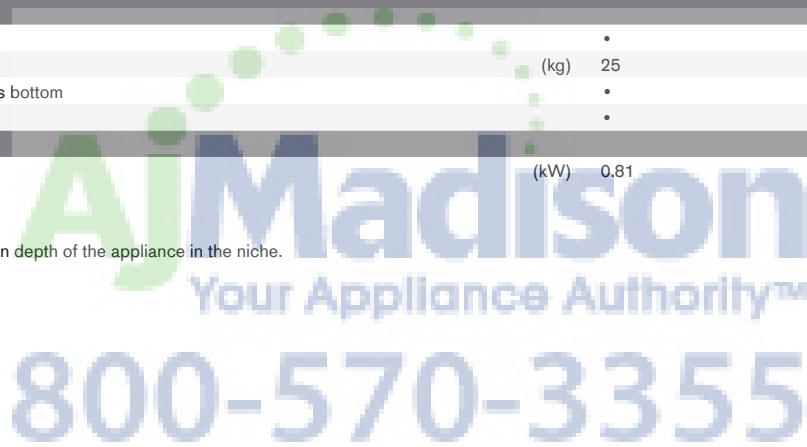 •
(kg) 25
s bottom •
•
(kW) 0.81
n depth of the appliance in the niche.
AjMadison
Your Appliance Authority™
800-570-3355